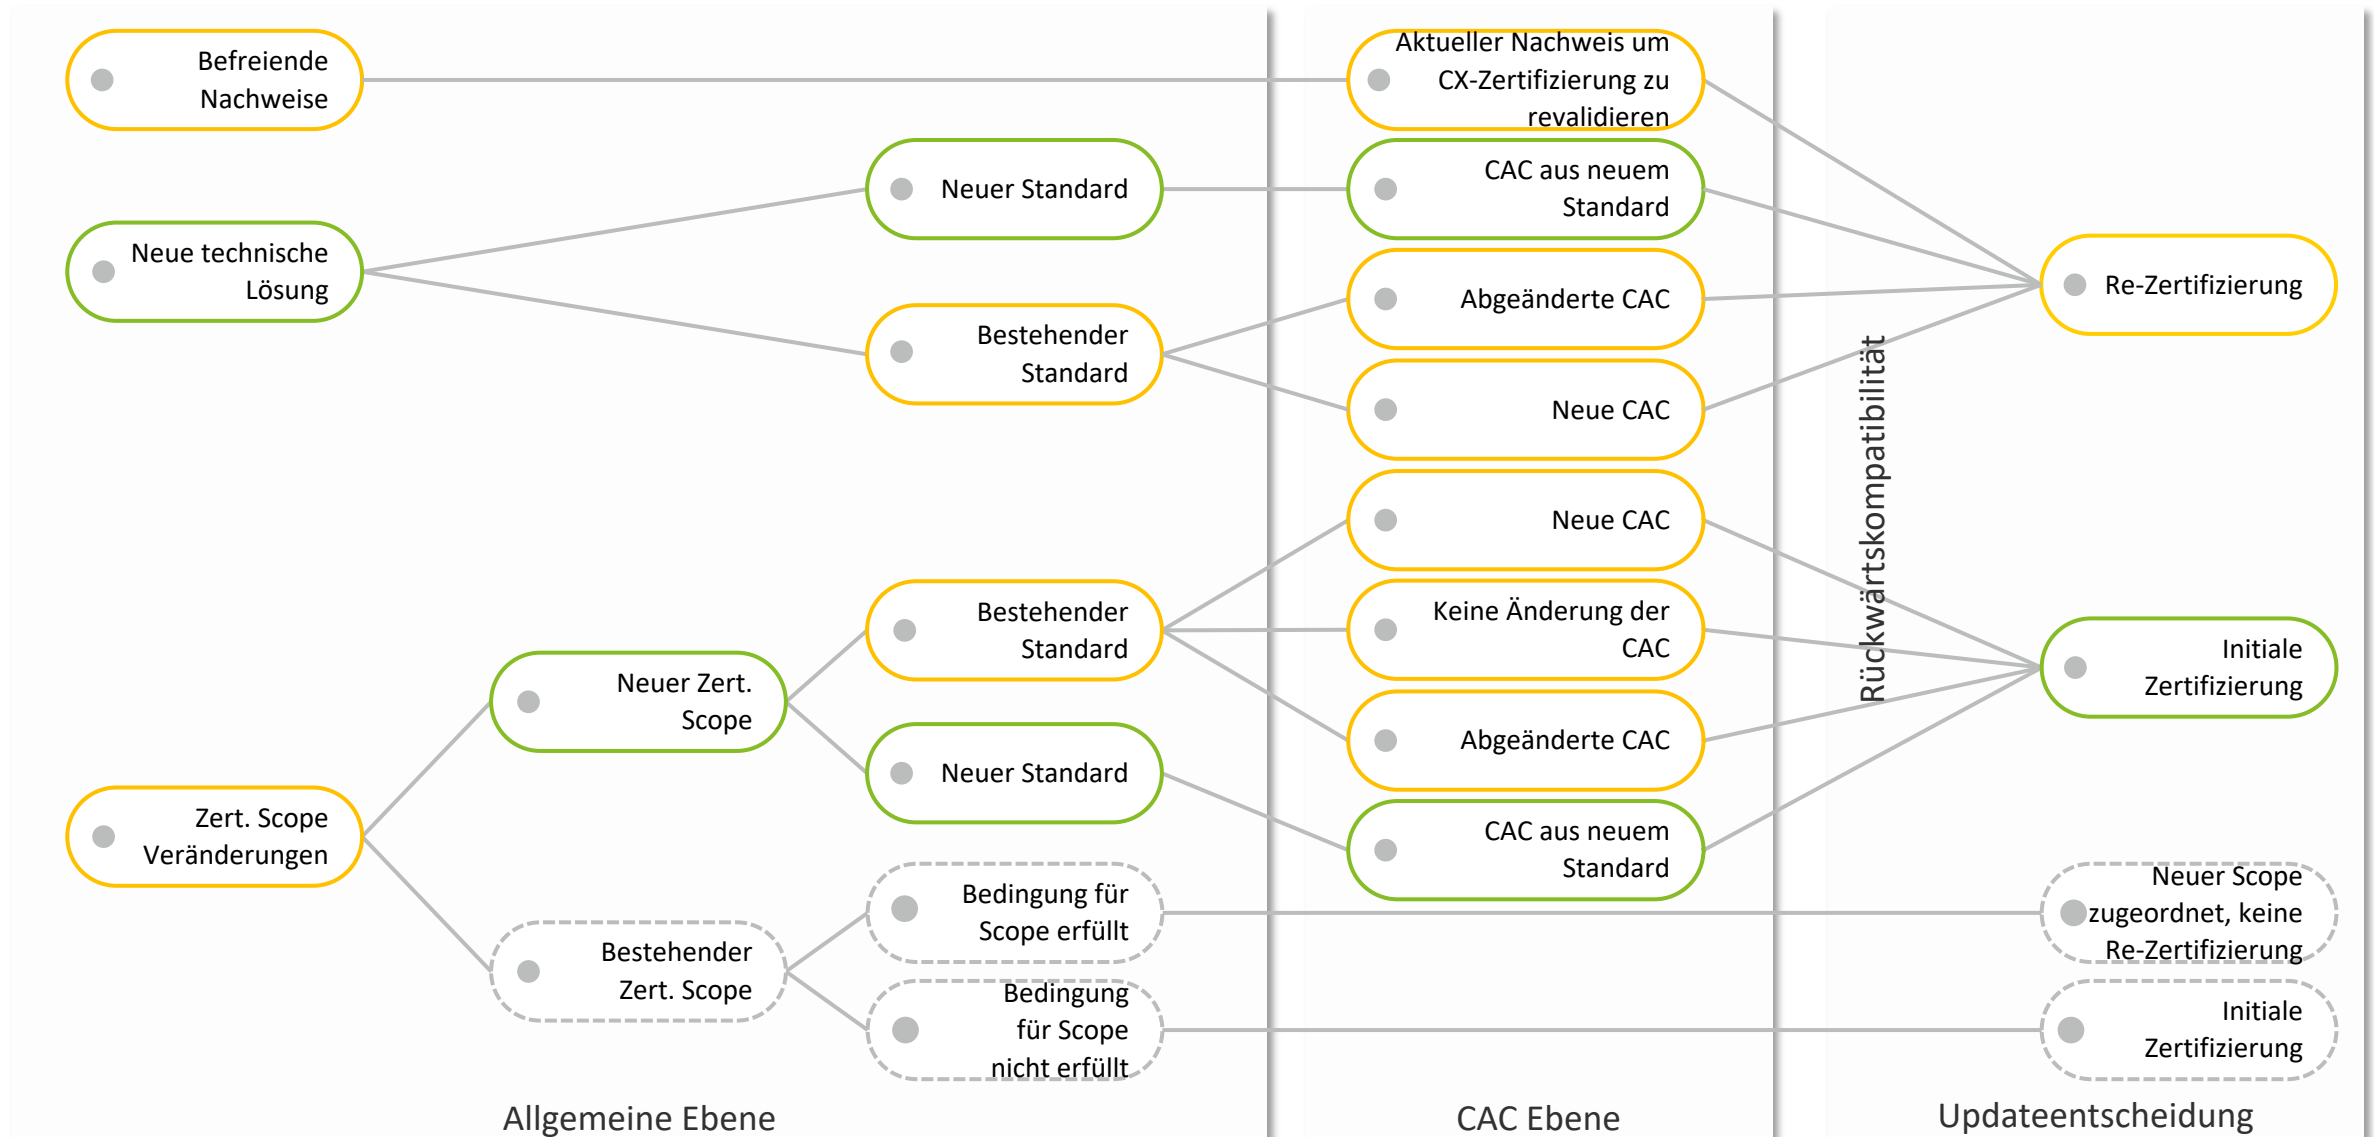 Befreiende
Nachweise
Aktueller Nachweis um
CX-Zertifizierung zu
revalidieren
Neuer Standard
CAC aus neuem
Standard
Neue technische
Lösung
Abgeänderte CAC
Re-Zertifizierung
Bestehender
Standard
Neue CAC
Rückwärtskompatibilität
Neue CAC
Bestehender
Standard
Keine Änderung der
CAC
Neuer Zert.
Scope
Initiale
Zertifizierung
Abgeänderte CAC
Neuer Standard
Zert. Scope
Veränderungen
CAC aus neuem
Standard
Bedingung für
Scope erfüllt
Neuer Scope
zugeordnet, keine
Re-Zertifizierung
Bestehender
Zert. Scope
Bedingung
für Scope
nicht erfüllt
Initiale
Zertifizierung
Allgemeine Ebene
CAC Ebene
Updateentscheidung